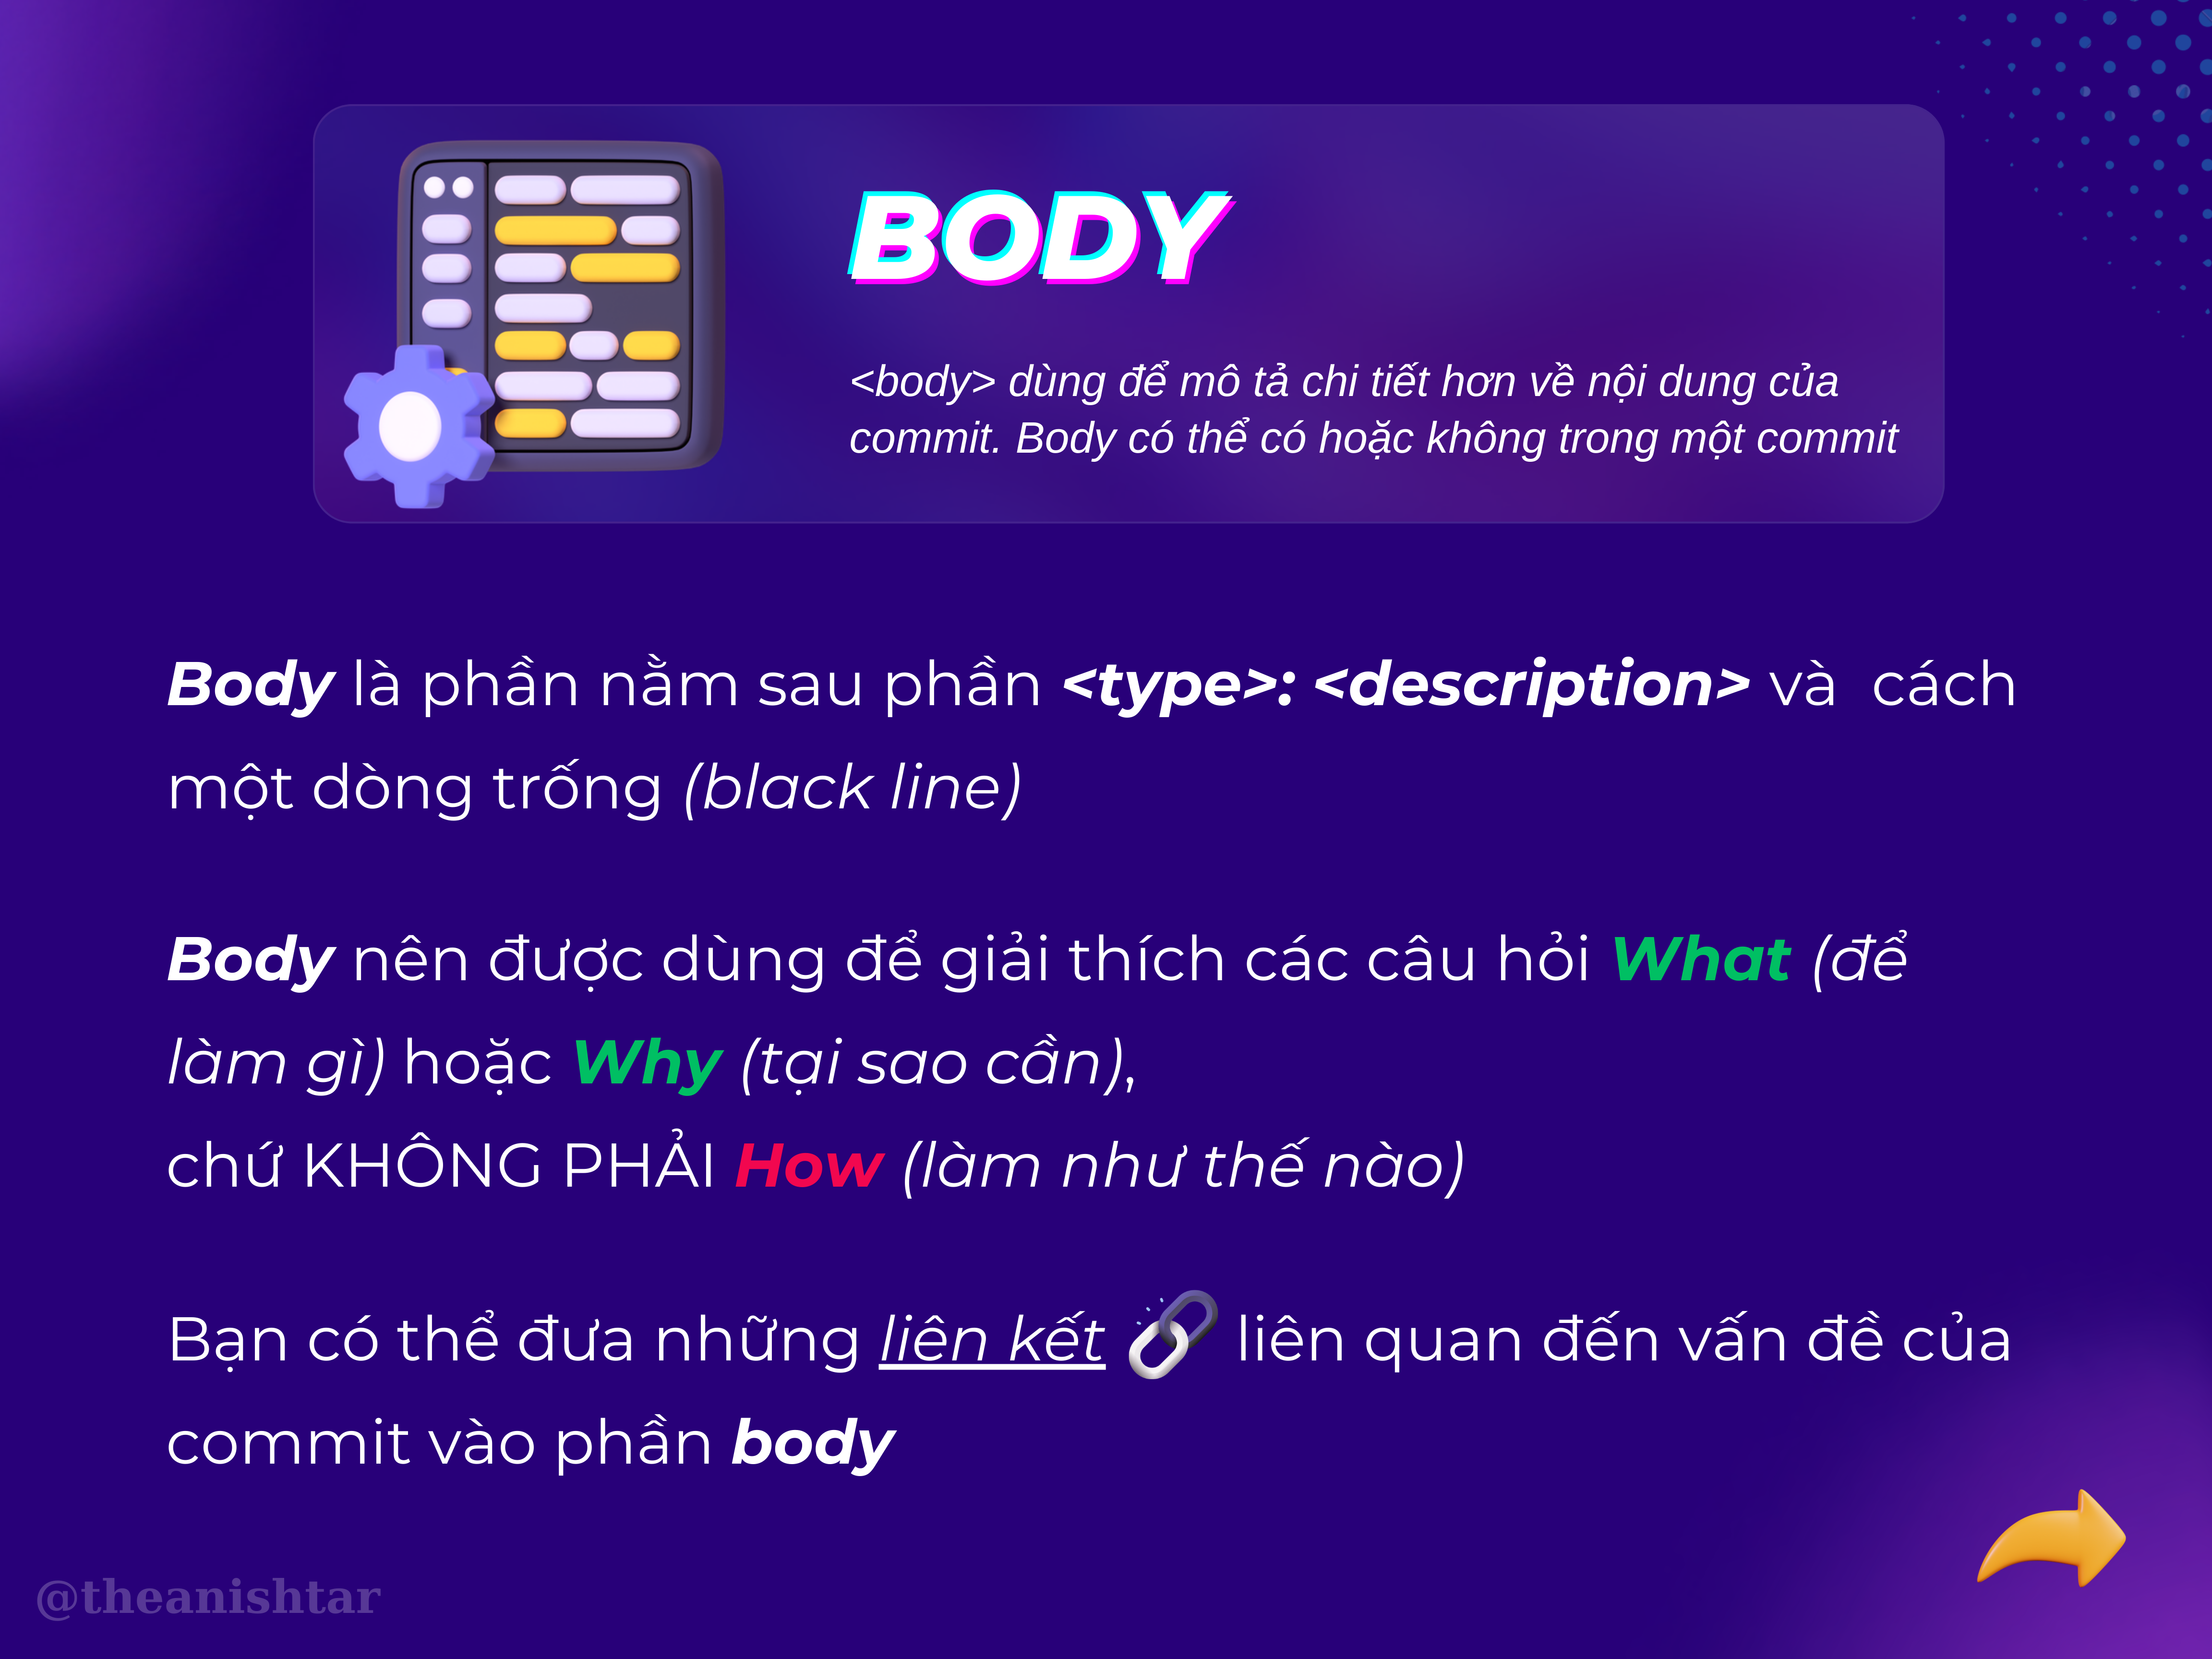 BODY
<body> dùng để mô tả chi tiết hơn về nội dung của
commit. Body có thể có hoặc không trong một commit
Body là phần nằm sau phần <type>: <description> và  cách
một dòng trống (black line)
Body nên được dùng để giải thích các câu hỏi What (để
làm gì) hoặc Why (tại sao cần),
chứ KHÔNG PHẢI How (làm như thế nào)
Bạn có thể đưa những liên kết liên quan đến vấn đề của
commit vào phần body
@theanishtar